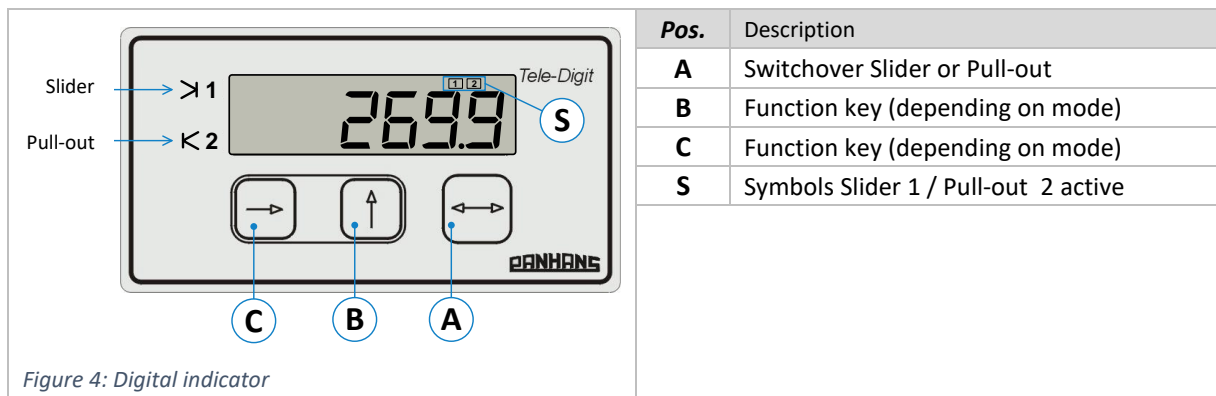 Slider
Pull-out
1
2
Tele-Digit
1 2
269.9
S
PANHANS
C B A
Figure 4: Digital indicator
Pos. Description
A Switchover Slider or Pull-out
B Function key (depending on mode)
C Function key (depending on mode)
S Symbols Slider 1 / Pull-out 2 active